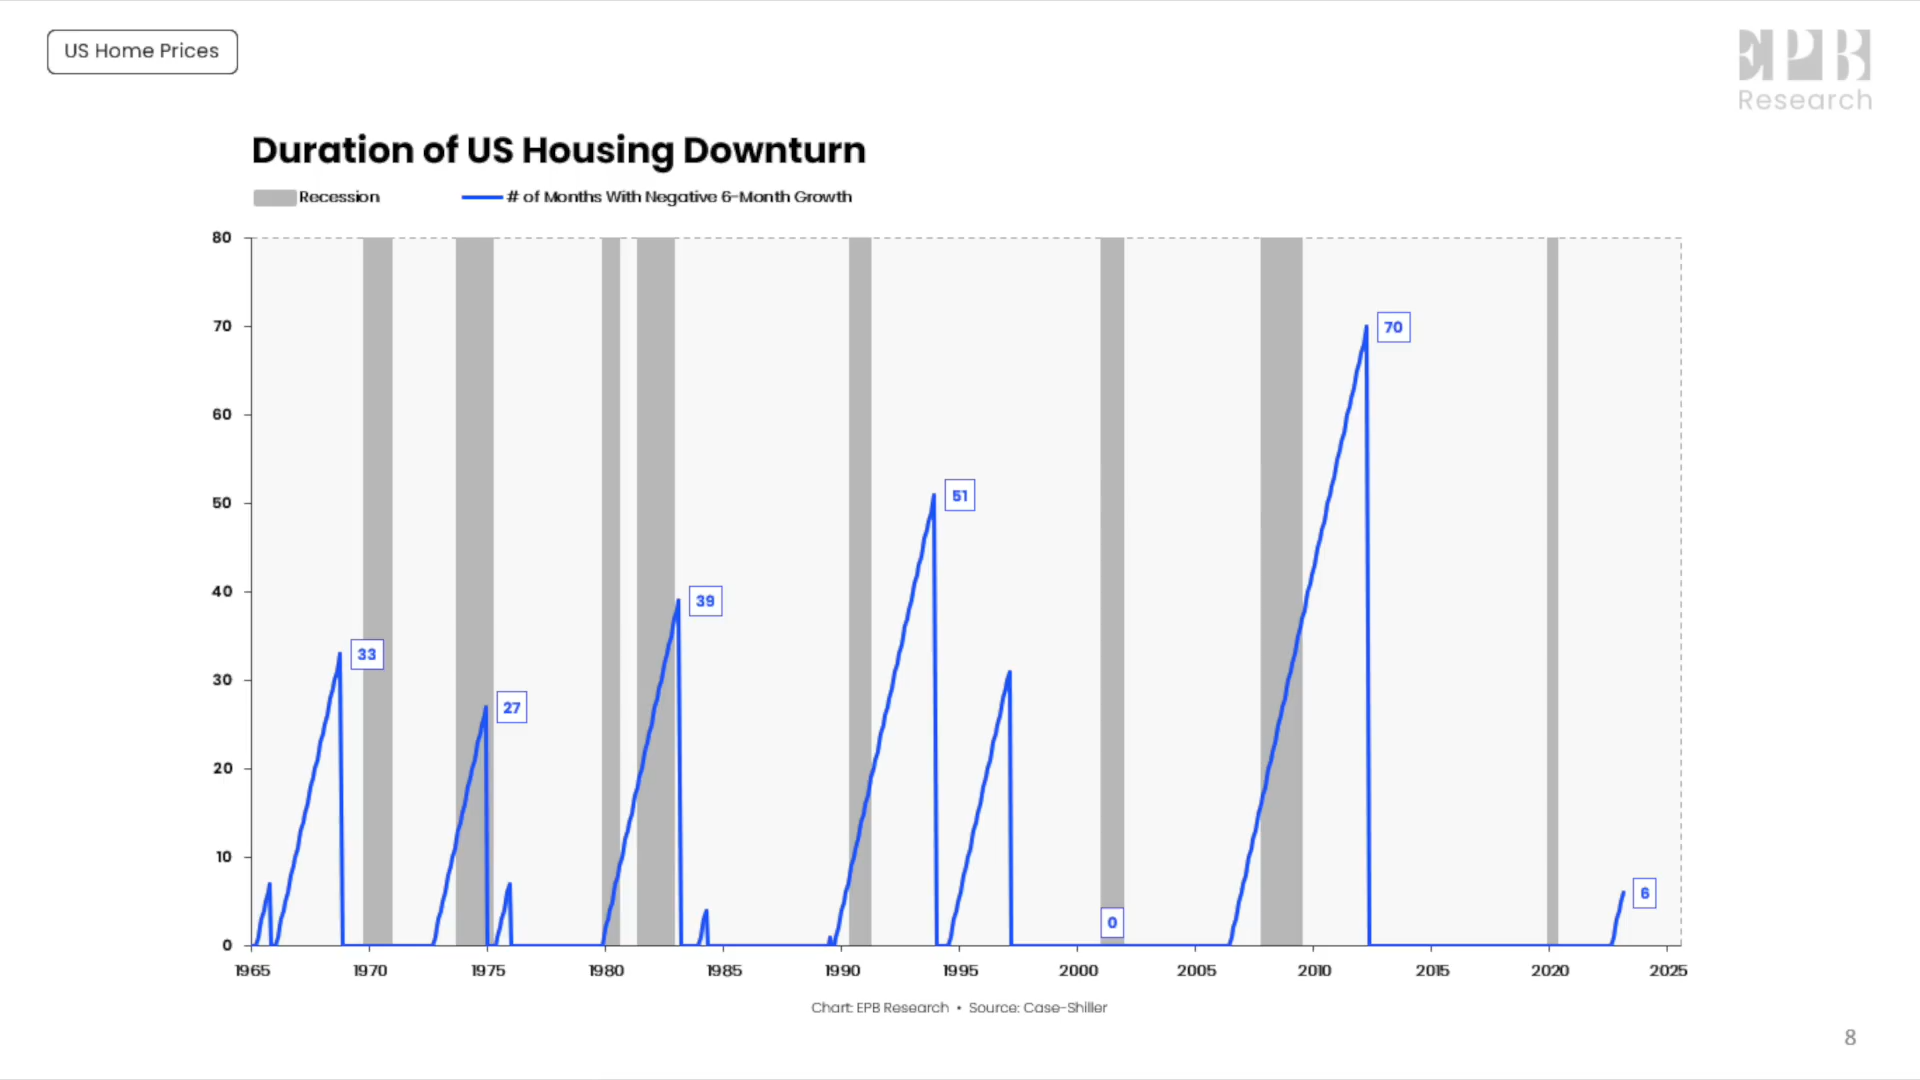 US Home Prices
EPB
Research
Duration of US Housing Downturn
Recession
# of Months With Negative 6-Month Growth
80
70
60
50
40
30
20
10
0
33
27
39
51
0
70
6
1965 1970 1975 1980 1985 1990 1995 2000 2005 2010 2015 2020 2025
Chart: EPB Research • Source: Case-Shiller
8